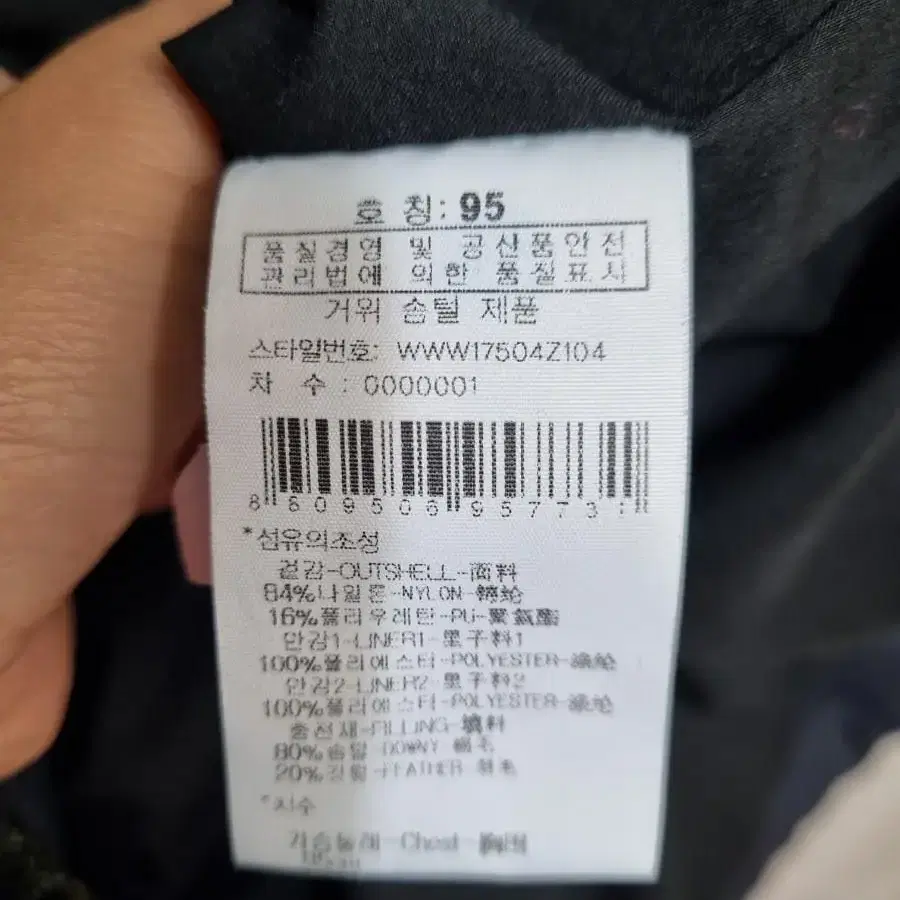 호 칭: 95
품질경영 및 공산품안전
관리법에 의한 품질표시
거위 솜털 제품
스타일번호: WWW17504Z104
차 수 : 0000001
8 809506 95773
*섬유의조성
겉감-OUTSHELL-面料
84%나일론-NYLON-锦纶
16%폴리우레탄-PU-聚氨酯
안감1-LINER1-里子料1
100%폴리에스터-POLYESTER-涤纶
안감2-LINER2-里子料2
100%폴리에스터-POLYESTER-涤纶
충전재-FILLING-填料
80%솜털-DOWNY
20%깃털-FEATHER-羽毛
*치수
가슴둘레-Chest-胸围